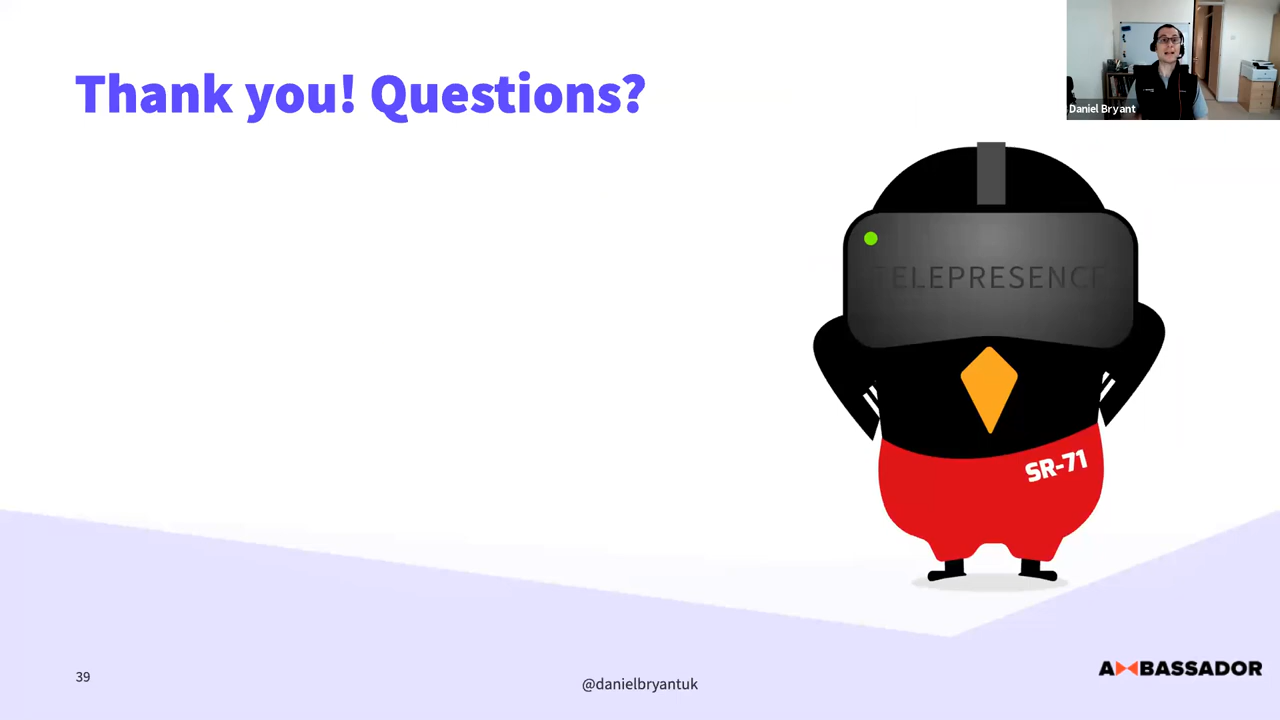 Thank you! Questions?
Daniel Bryant
TELEPRESENCE
SR-71
39
@danielbryantuk
AMBASSADOR